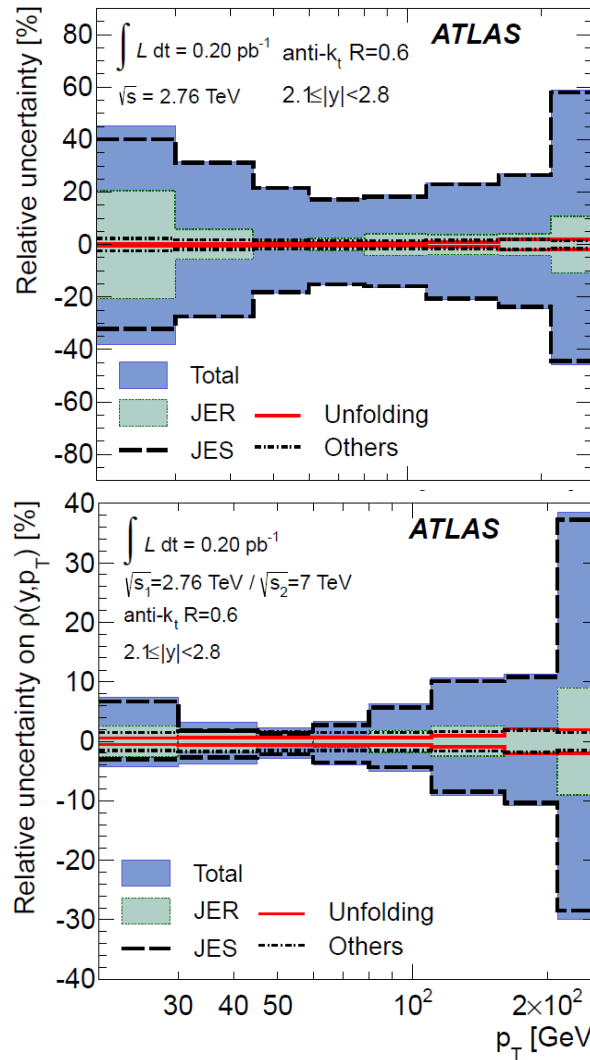 Relative uncertainty [%]
80
60
40
20
0
-20
-40
-60
-80
∫ L dt = 0.20 pb⁻¹ anti-kₜ R=0.6
ATLAS
√s = 2.76 TeV 2.1≤|y|<2.8
Total
JER
Unfolding
JES
Others
Relative uncertainty on ρ(y,p_T) [%]
40
30
20
10
0
-10
-20
-30
-40
ATLAS
∫ L dt = 0.20 pb⁻¹
√s₁=2.76 TeV / √s₂=7 TeV
anti-kₜ R=0.6
2.1≤|y|<2.8
Total
JER
Unfolding
JES
Others
30 40 50 10² 2×10²
p_T [GeV